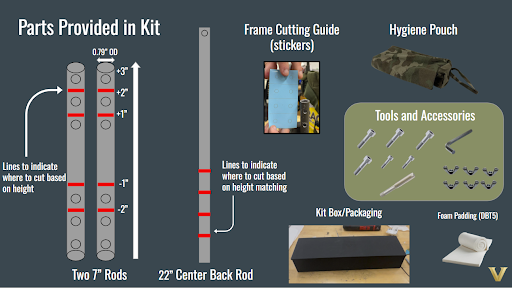 Parts Provided in Kit
0.79" OD
+3"
+2"
+1"
Lines to indicate
where to cut based
on height
-1"
-2"
Two 7” Rods
Lines to indicate
where to cut based
on height matching
22” Center Back Rod
Frame Cutting Guide
(stickers)
Hygiene Pouch
Tools and Accessories
Kit Box/Packaging
Foam Padding (DBT5)
V